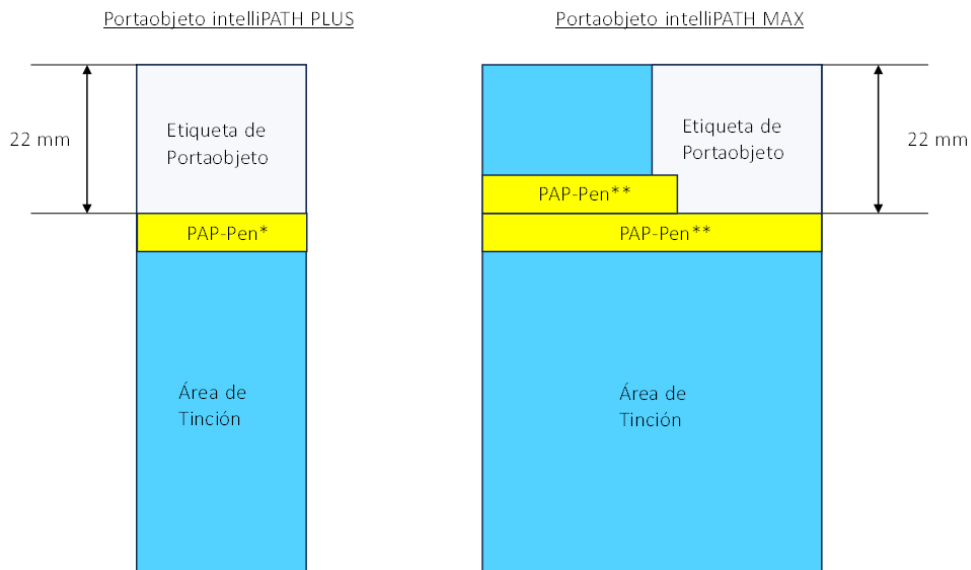 Portaobjeto intelliPATH PLUS
Portaobjeto intelliPATH MAX
22 mm
Etiqueta de
Portaobjeto
PAP-Pen*
Área de
Tinción
Etiqueta de
Portaobjeto
22 mm
PAP-Pen**
PAP-Pen**
Área de
Tinción